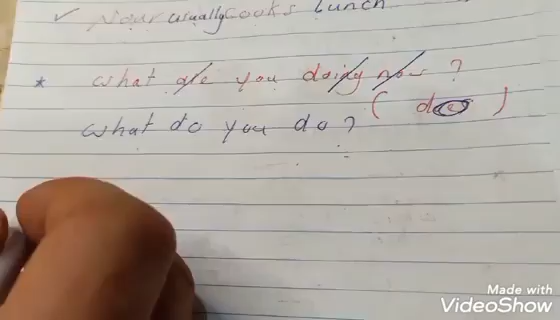 ✓ Nour usually cooks lunch
* What are you doing now ?
( do )
What do you do ?
Made with
VideoShow